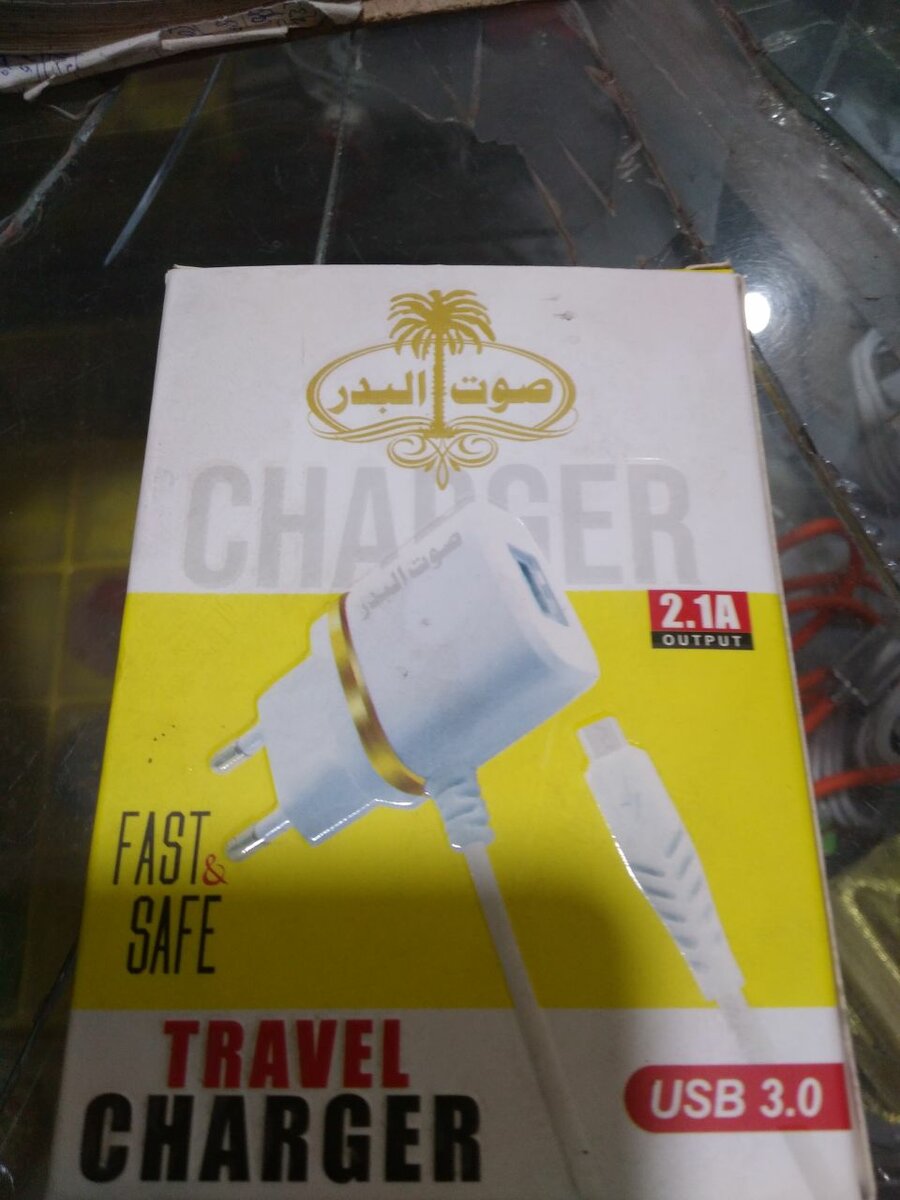 صوت البدر
CHARGER
صوت البدر
2.1A
OUTPUT
FAST &
SAFE
TRAVEL
CHARGER
USB 3.0